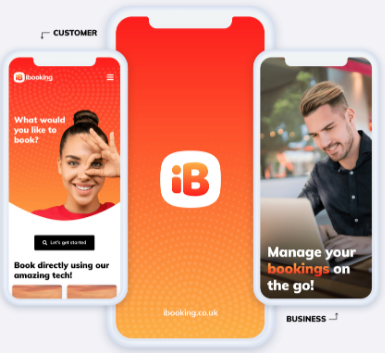 CUSTOMER
iB ibooking
What would
you like to
book?
Let's get started
Book directly using our
amazing tech!
iB
ibooking.co.uk
Manage your
bookings on
the go!
BUSINESS